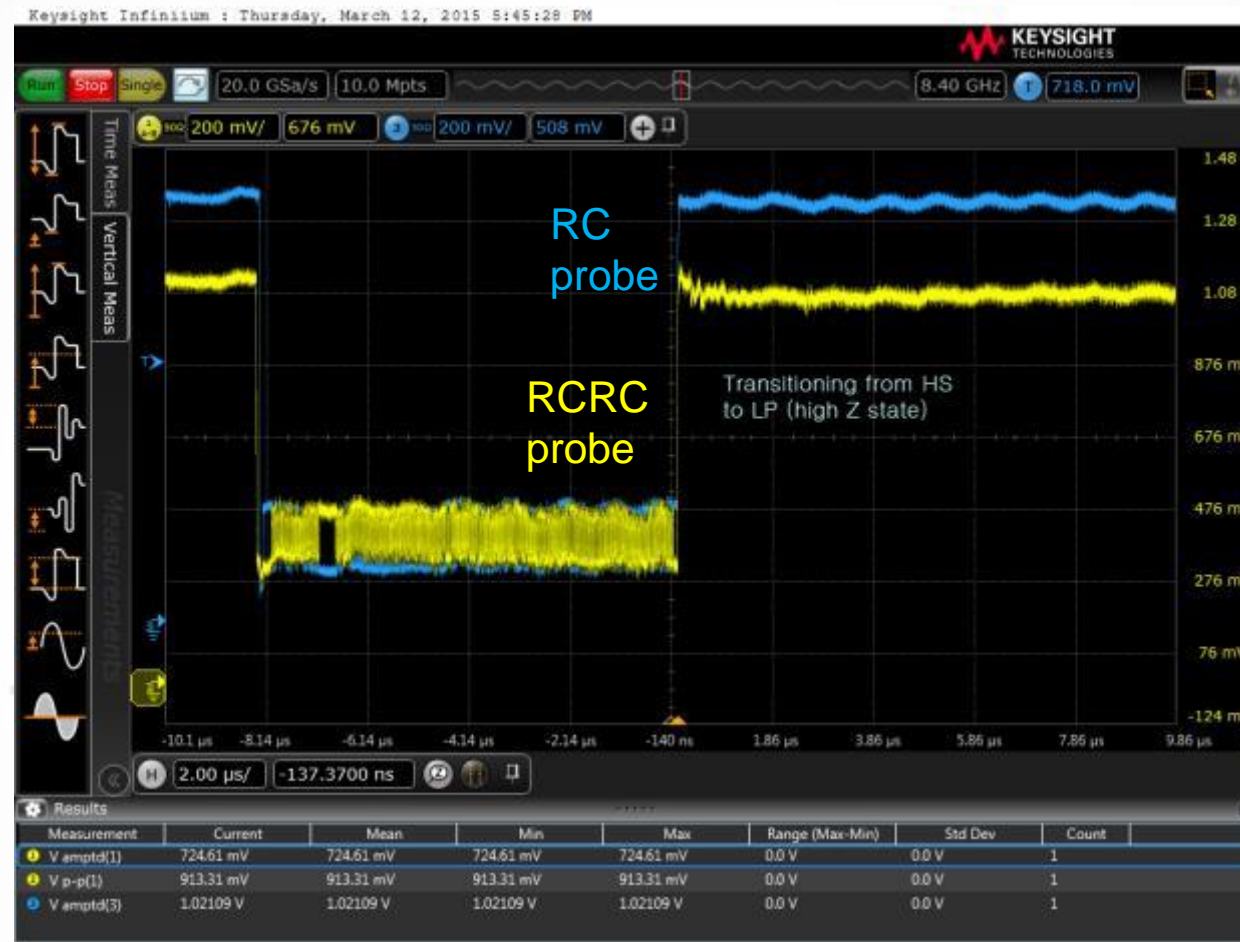 Keysight Infiniium : Thursday, March 12, 2015 5:45:28 PM
KEYSIGHT
TECHNOLOGIES
Run Stop Single 20.0 GSa/s 10.0 Mpts 8.40 GHz T 718.0 mV
50Ω 200 mV/ 676 mV 3 50Ω 200 mV/ 508 mV +
Time Meas
Vertical Meas
Measurements
1.48
1.28
1.08
876 m
676 m
476 m
276 m
76 mV
-124 m
RC
probe
RCRC
probe
Transitioning from HS
to LP (high Z state)
T
-10.1 µs -8.14 µs -6.14 µs -4.14 µs -2.14 µs -140 ns 1.86 µs 3.86 µs 5.86 µs 7.86 µs 9.86 µs
H 2.00 µs/ -137.3700 ns
Results
Measurement Current Mean Min Max Range (Max-Min) Std Dev Count
V amptd(1) 724.61 mV 724.61 mV 724.61 mV 724.61 mV 0.0 V 0.0 V 1
V p-p(1) 913.31 mV 913.31 mV 913.31 mV 913.31 mV 0.0 V 0.0 V 1
V amptd(3) 1.02109 V 1.02109 V 1.02109 V 1.02109 V 0.0 V 0.0 V 1